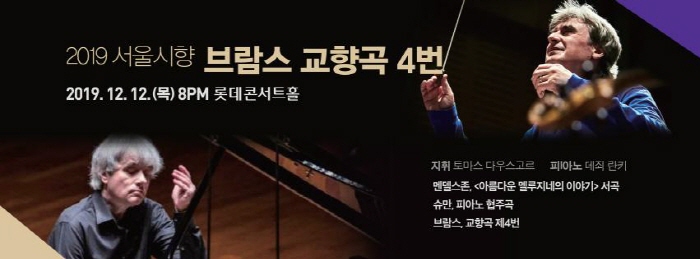 2019 서울시향 브람스 교향곡 4번
2019. 12. 12.(목) 8PM 롯데콘서트홀
지휘 토마스 다우스고르 피아노 데죄 란키
멘델스존, <아름다운 멜루지네의 이야기> 서곡
슈만, 피아노 협주곡
브람스, 교향곡 제4번